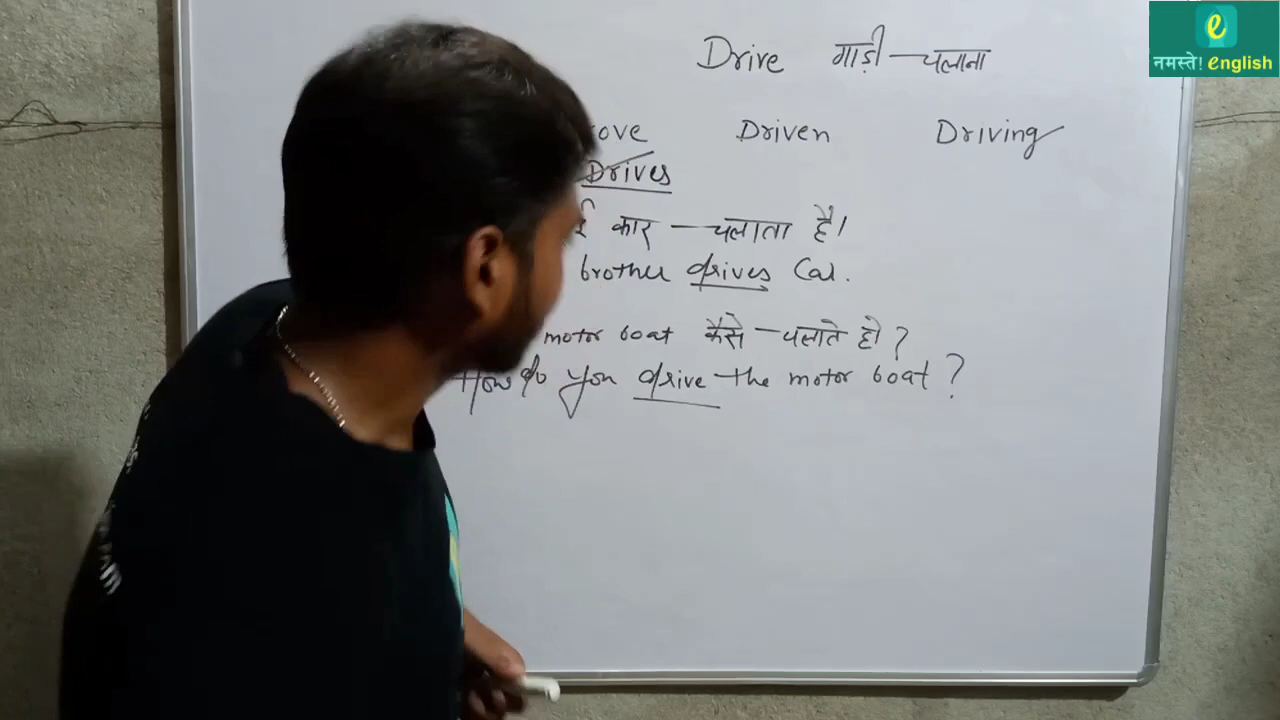 Drive गाड़ी चलाना
नमस्ते! english
Driven Driving
Drives
कार चलाता है।
brother drives Car.
motor boat कैसे चलाते हो?
How do you drive the motor boat?